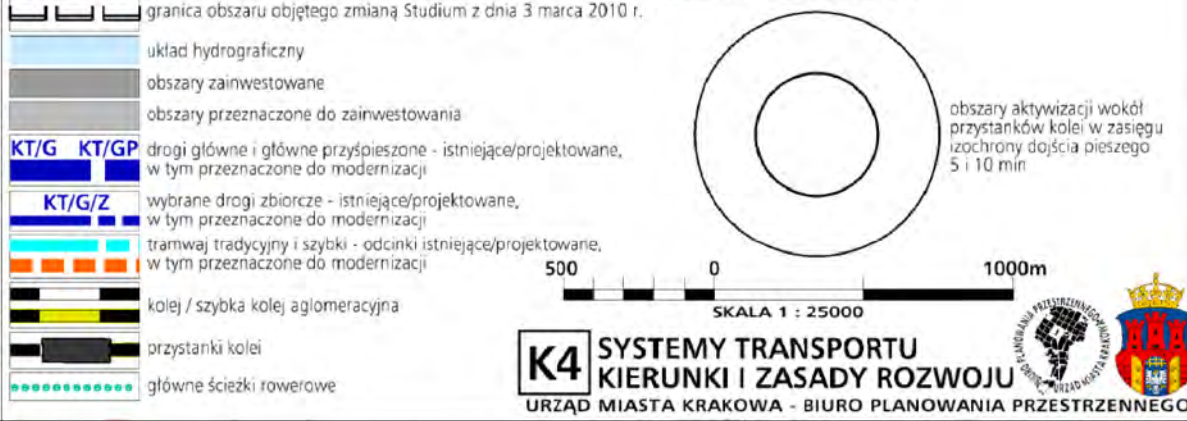 granica obszaru objętego zmianą Studium z dnia 3 marca 2010 r.
układ hydrograficzny
obszary zainwestowane
obszary przeznaczone do zainwestowania
KT/G KT/GP
drogi główne i główne przyśpieszone - istniejące/projektowane,
w tym przeznaczone do modernizacji
KT/G/Z
wybrane drogi zbiorcze - istniejące/projektowane,
w tym przeznaczone do modernizacji
tramwaj tradycyjny i szybki - odcinki istniejące/projektowane,
w tym przeznaczone do modernizacji
kolej / szybka kolej aglomeracyjna
przystanki kolei
główne ścieżki rowerowe
obszary aktywizacji wokół
przystanków kolei w zasięgu
izochrony dojścia pieszego
5 i 10 min
500 0 1000m
SKALA 1 : 25000
K4
SYSTEMY TRANSPORTU
KIERUNKI I ZASADY ROZWOJU
URZĄD MIASTA KRAKOWA - BIURO PLANOWANIA PRZESTRZENNEGO